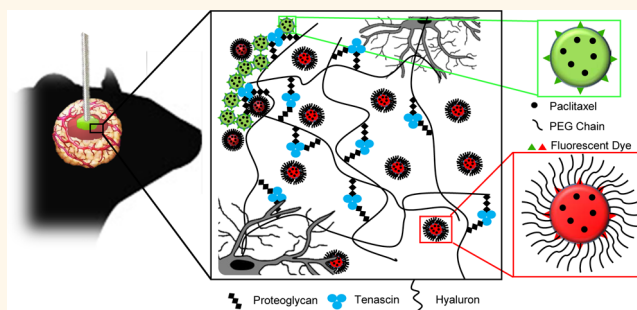 Paclitaxel
PEG Chain
Fluorescent Dye
Proteoglycan
Tenascin
Hyaluron